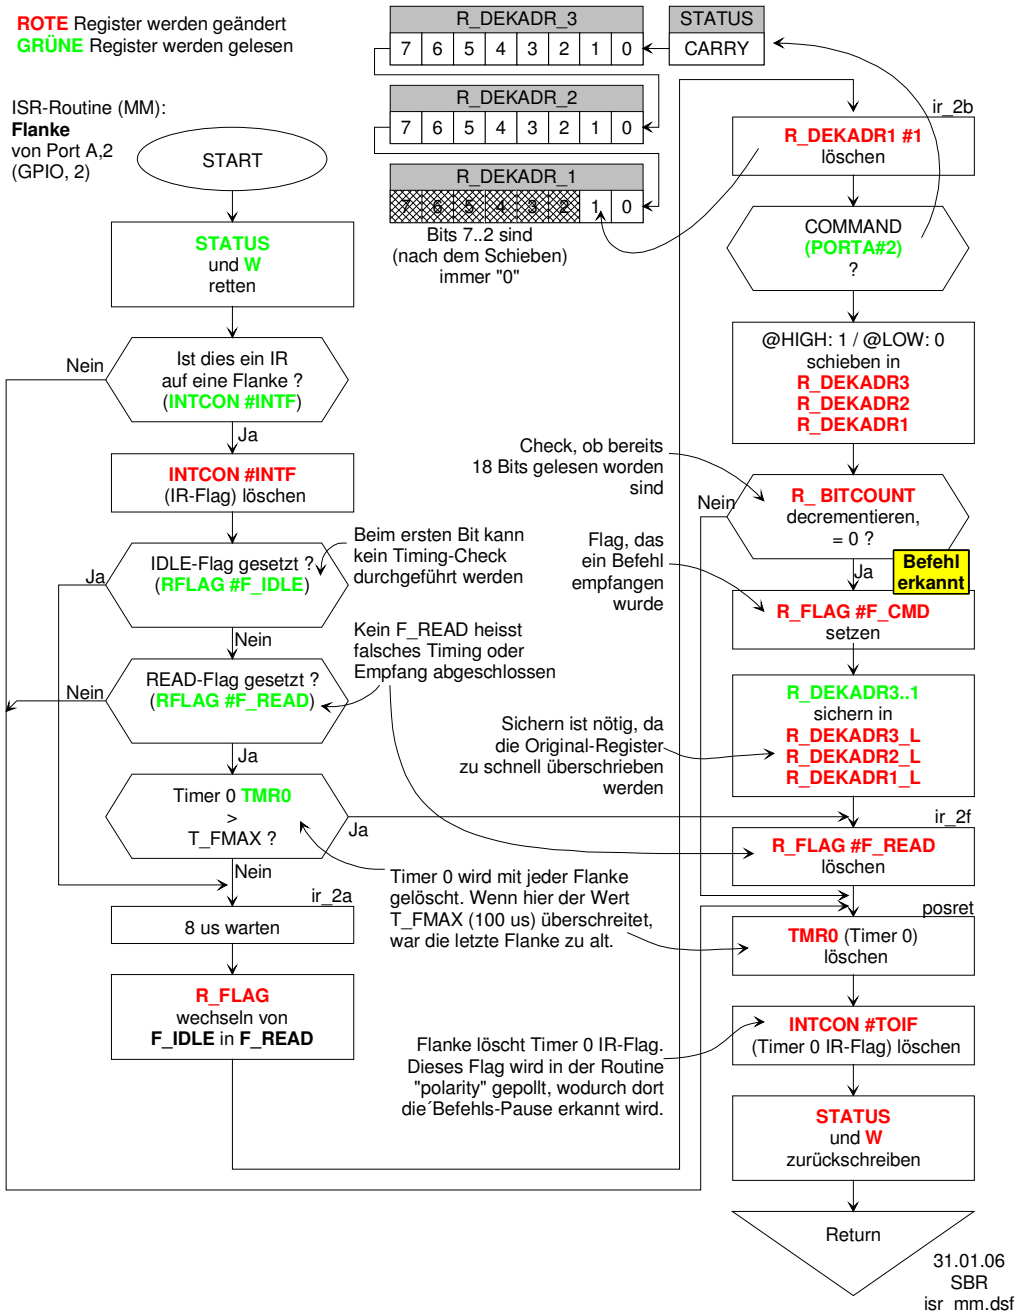 ROTE Register werden geändert
GRÜNE Register werden gelesen
ISR-Routine (MM):
Flanke
von Port A,2
(GPIO, 2)
R_DEKADR_3
7 6 5 4 3 2 1 0
STATUS
CARRY
R_DEKADR_2
7 6 5 4 3 2 1 0
R_DEKADR_1
7 6 5 4 3 2 1 0
Bits 7..2 sind
(nach dem Schieben)
immer "0"
START
STATUS
und W
retten
Nein
Ist dies ein IR
auf eine Flanke ?
(INTCON #INTF)
Ja
INTCON #INTF
(IR-Flag) löschen
Ja
IDLE-Flag gesetzt ?
(RFLAG #F_IDLE)
Beim ersten Bit kann
kein Timing-Check
durchgeführt werden
Nein
Kein F_READ heisst
falsches Timing oder
Empfang abgeschlossen
Nein
READ-Flag gesetzt ?
(RFLAG #F_READ)
Ja
Timer 0 TMR0
>
T_FMAX ?
Ja
Nein
ir_2a
8 us warten
Timer 0 wird mit jeder Flanke
gelöscht. Wenn hier der Wert
T_FMAX (100 us) überschreitet,
war die letzte Flanke zu alt.
R_FLAG
wechseln von
F_IDLE in F_READ
Flanke löscht Timer 0 IR-Flag.
Dieses Flag wird in der Routine
"polarity" gepollt, wodurch dort
die´Befehls-Pause erkannt wird.
ir_2b
R_DEKADR1 #1
löschen
COMMAND
(PORTA#2)
?
@HIGH: 1 / @LOW: 0
schieben in
R_DEKADR3
R_DEKADR2
R_DEKADR1
Check, ob bereits
18 Bits gelesen worden
sind
Nein
R_ BITCOUNT
decrementieren,
= 0 ?
Ja
Befehl
erkannt
Flag, das
ein Befehl
empfangen
wurde
R_FLAG #F_CMD
setzen
R_DEKADR3..1
sichern in
R_DEKADR3_L
R_DEKADR2_L
R_DEKADR1_L
Sichern ist nötig, da
die Original-Register
zu schnell überschrieben
werden
ir_2f
R_FLAG #F_READ
löschen
posret
TMR0 (Timer 0)
löschen
INTCON #TOIF
(Timer 0 IR-Flag) löschen
STATUS
und W
zurückschreiben
Return
31.01.06
SBR
isr_mm.dsf